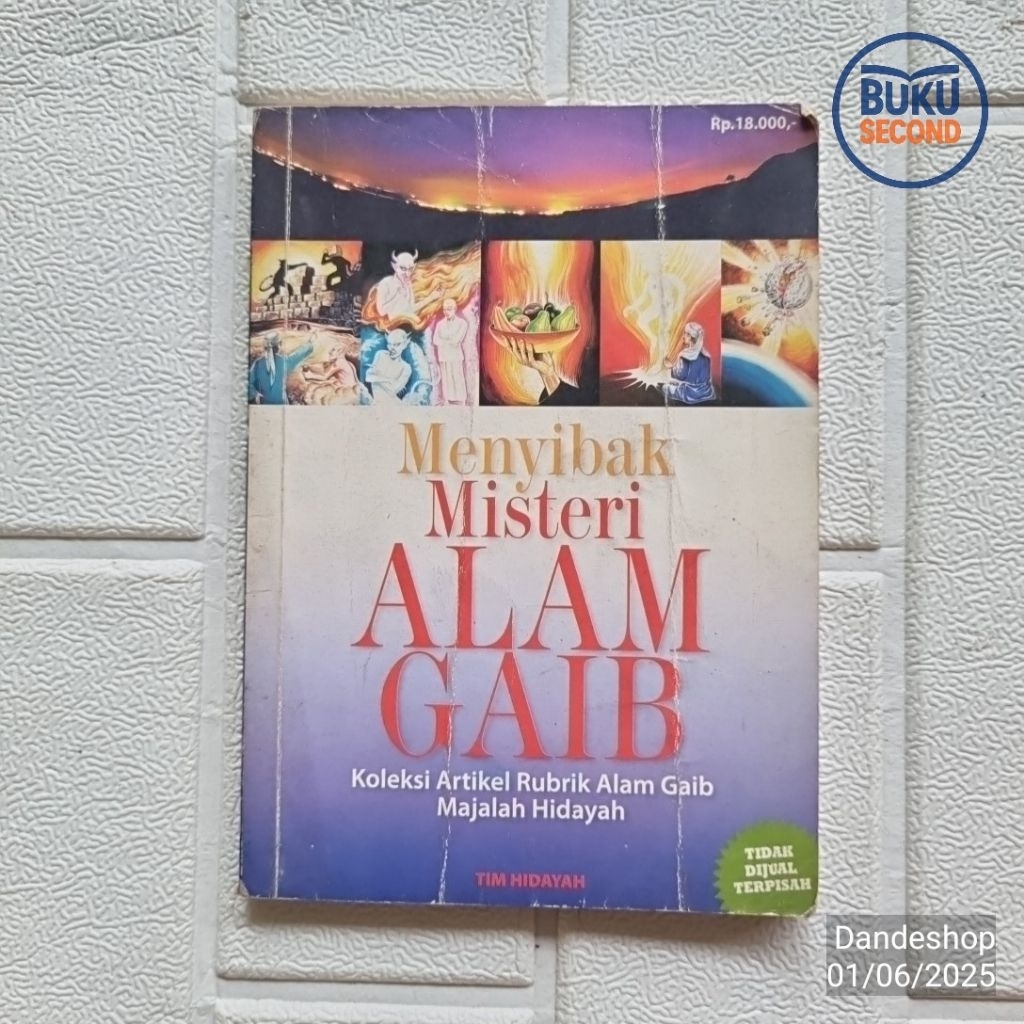 BUKU
SECOND
Rp.18.000,-
Menyibak
Misteri
ALAM
GAIB
Koleksi Artikel Rubrik Alam Gaib
Majalah Hidayah
TIM HIDAYAH
TIDAK
DIJUAL
TERPISAH
Dandeshop
01/06/2025